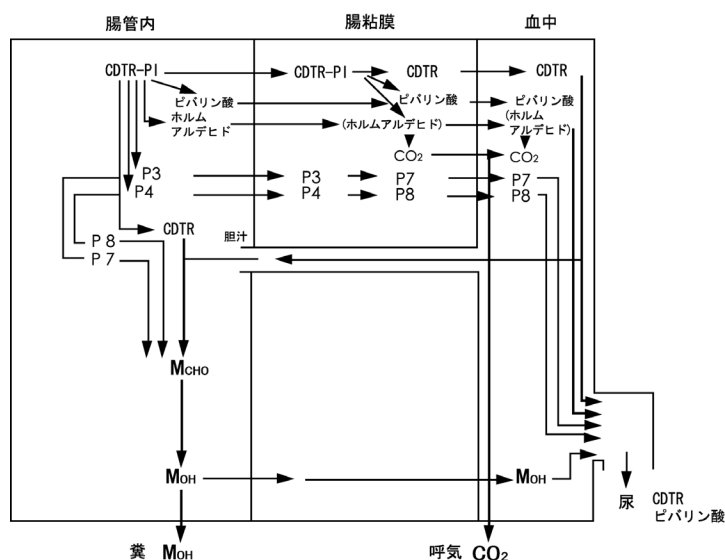 腸管内
腸粘膜
血中
CDTR-PI
CDTR-PI
CDTR
CDTR
ピバリン酸
ピバリン酸
ピバリン酸
ホルム
アルデヒド
(ホルムアルデヒド)
(ホルム
アルデヒド)
CO₂
CO₂
P3
P3
P7
P7
P4
P4
P8
P8
CDTR
胆汁
P 8
P 7
MCHO
MOH
MOH
尿
CDTR
ピバリン酸
糞 MOH
呼気 CO₂